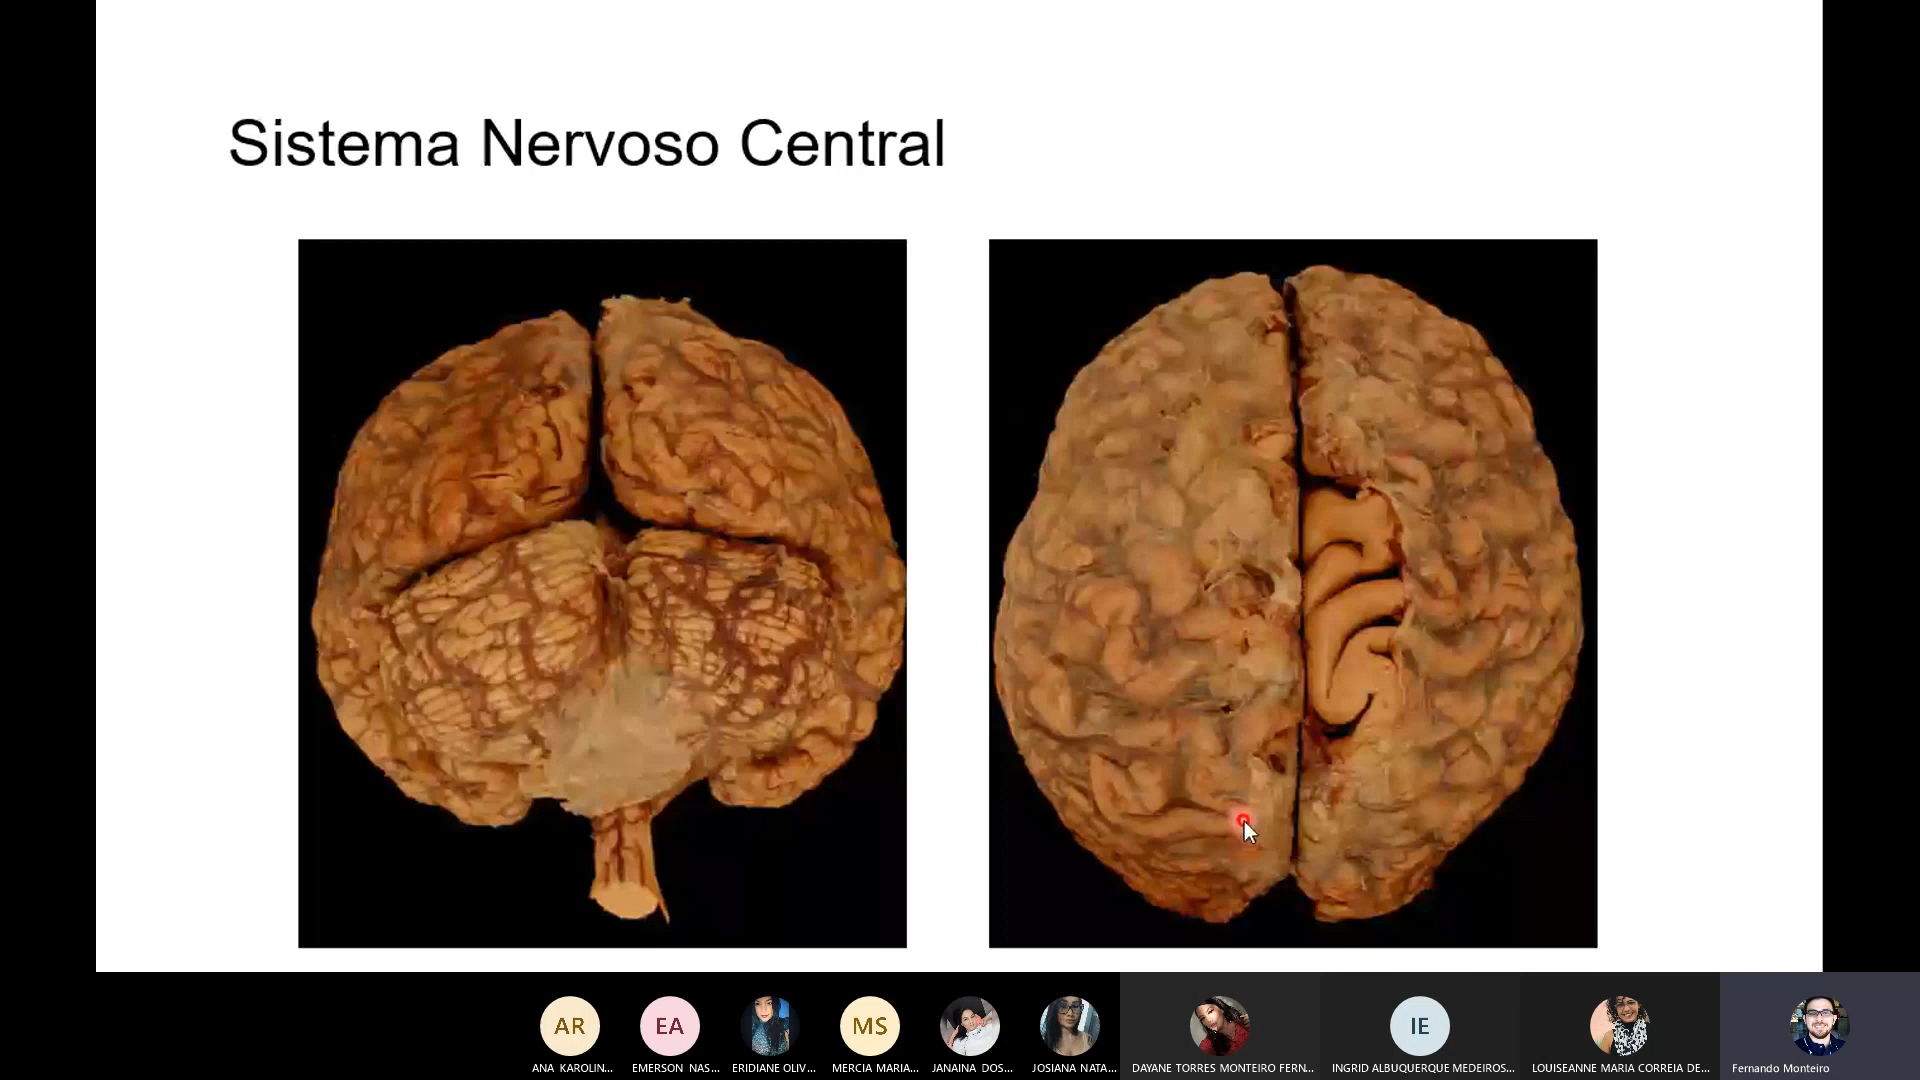 Sistema Nervoso Central
AR
EA
MS
IE
ANA KAROLIN...
EMERSON NAS...
ERIDIANE OLIV...
MERCIA MARIA...
JANAINA DOS...
JOSIANA NATA...
DAYANE TORRES MONTEIRO FERN...
INGRID ALBUQUERQUE MEDEIROS...
LOUISEANNE MARIA CORREIA DE...
Fernando Monteiro